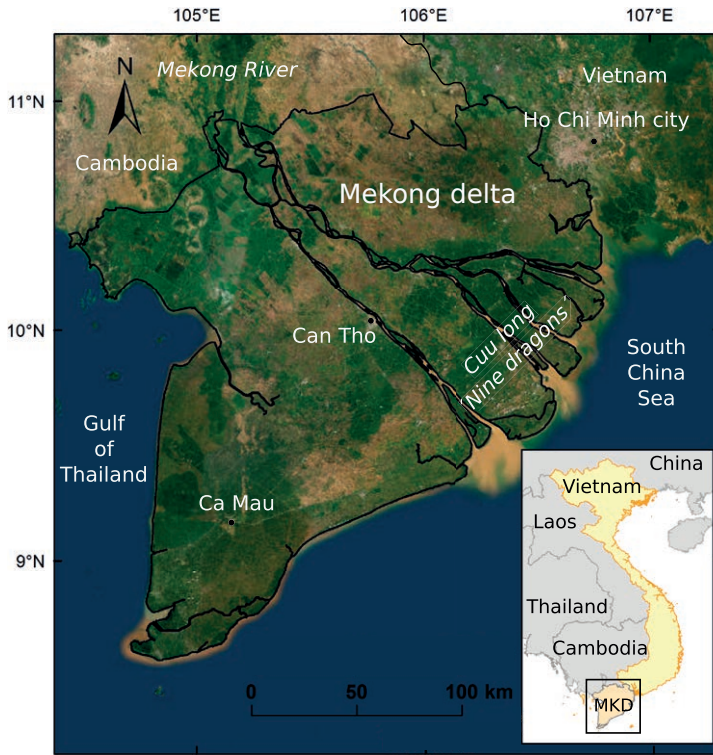 105°E
106°E
107°E
11°N
10°N
9°N
N
Mekong River
Vietnam
Ho Chi Minh city
Cambodia
Mekong delta
Can Tho
Cuu long
‘Nine dragons’
South
China
Sea
Gulf
of
Thailand
Ca Mau
0
50
100 km
China
Vietnam
Laos
Thailand
Cambodia
MKD